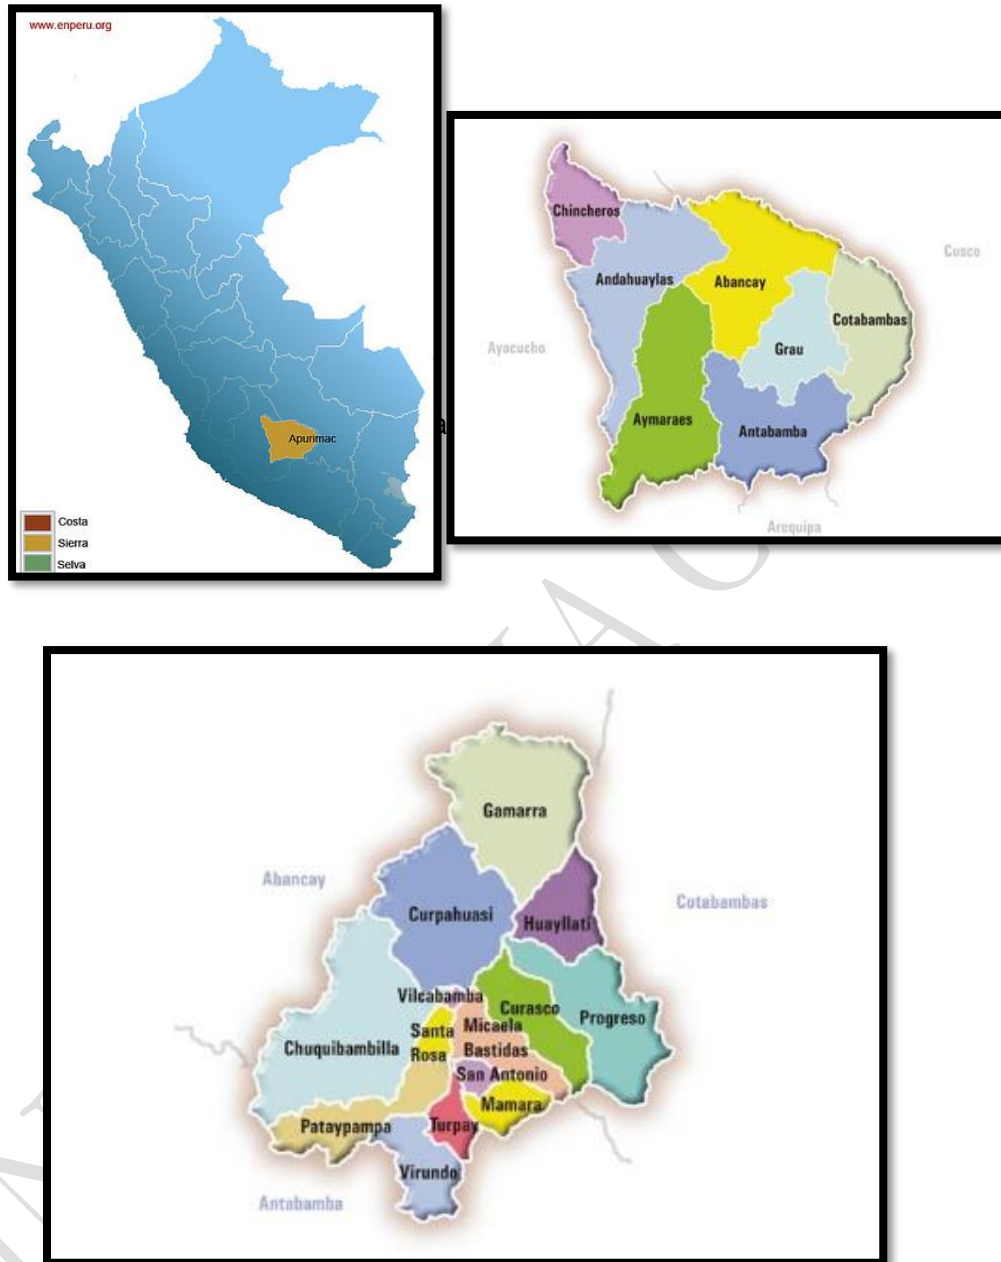 www.enperu.org
Apurimac
Costa
Sierra
Selva
a
Chincheros
Cusco
Andahuaylas
Abancay
Cotabambas
Ayacucho
Grau
Aymaraes
Antabamba
Arequipa
Gamarra
Abancay
Cotabambas
Curpahuasi
Huayllati
Vilcabamba
Curasco
Progreso
Santa
Rosa
Micaela
Bastidas
Chuquibambilla
San Antonio
Mamara
Pataypampa
Turpay
Virundo
Antabamba